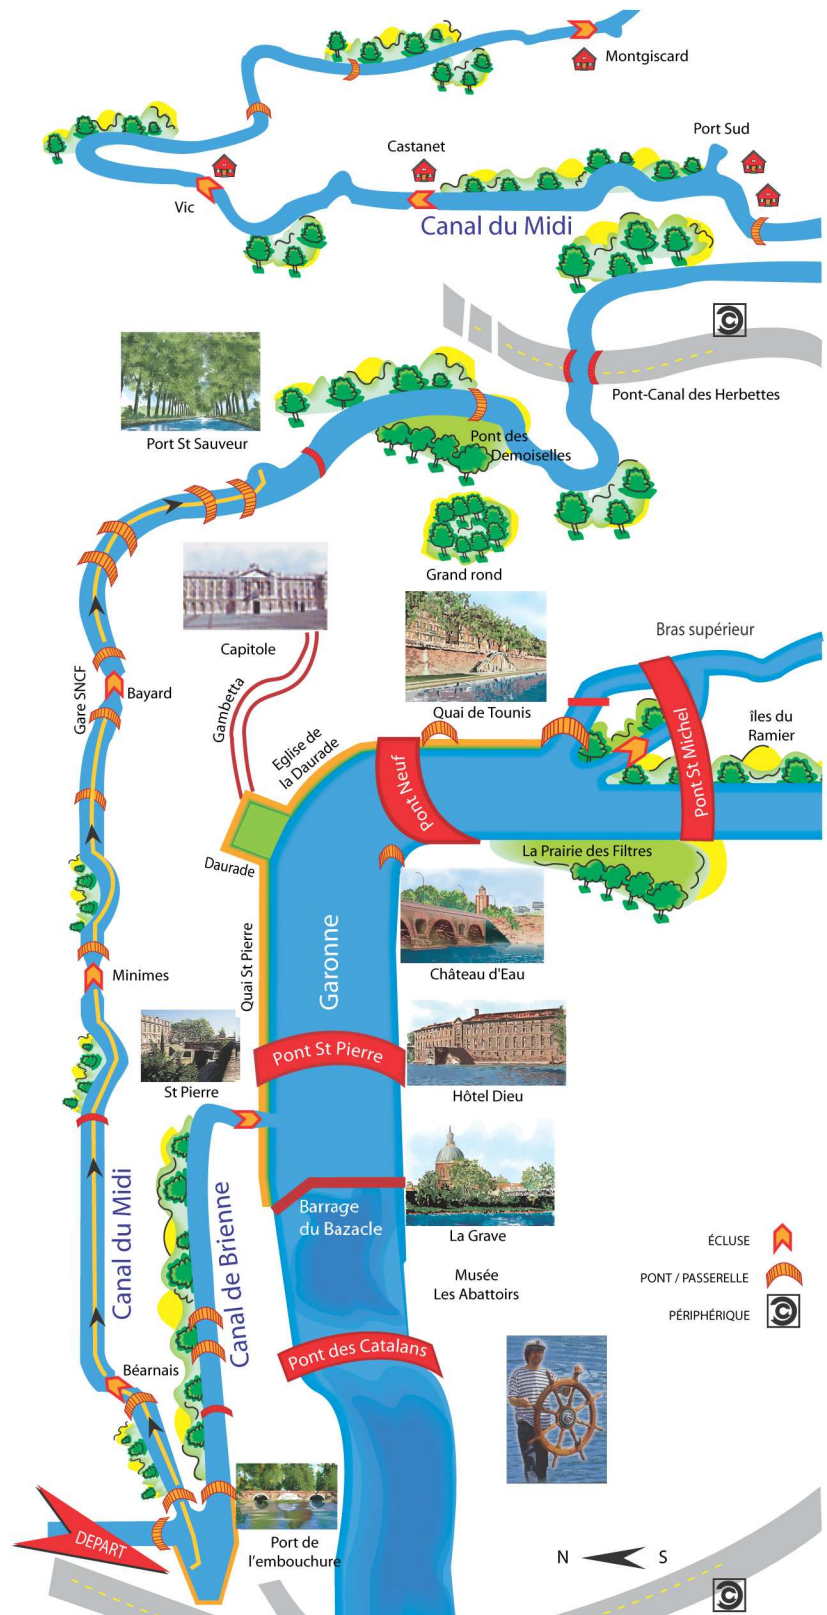 Montgiscard
Port Sud
Castanet
Vic
Canal du Midi
Pont-Canal des Herbettes
Port St Sauveur
Pont des
Demoiselles
Grand rond
Capitole
Bras supérieur
Gare SNCF
Bayard
Gambetta
Quai de Tounis
Eglise de
la Daurade
Pont Neuf
Pont St Michel
îles du
Ramier
Daurade
La Prairie des Filtres
Quai St Pierre
Garonne
Château d'Eau
Minimes
Pont St Pierre
St Pierre
Hôtel Dieu
Canal du Midi
Canal de Brienne
Barrage
du Bazacle
La Grave
Musée
Les Abattoirs
ÉCLUSE
PONT / PASSERELLE
PÉRIPHÉRIQUE
Pont des Catalans
Béarnais
DEPART
Port de
l'embouchure
N S